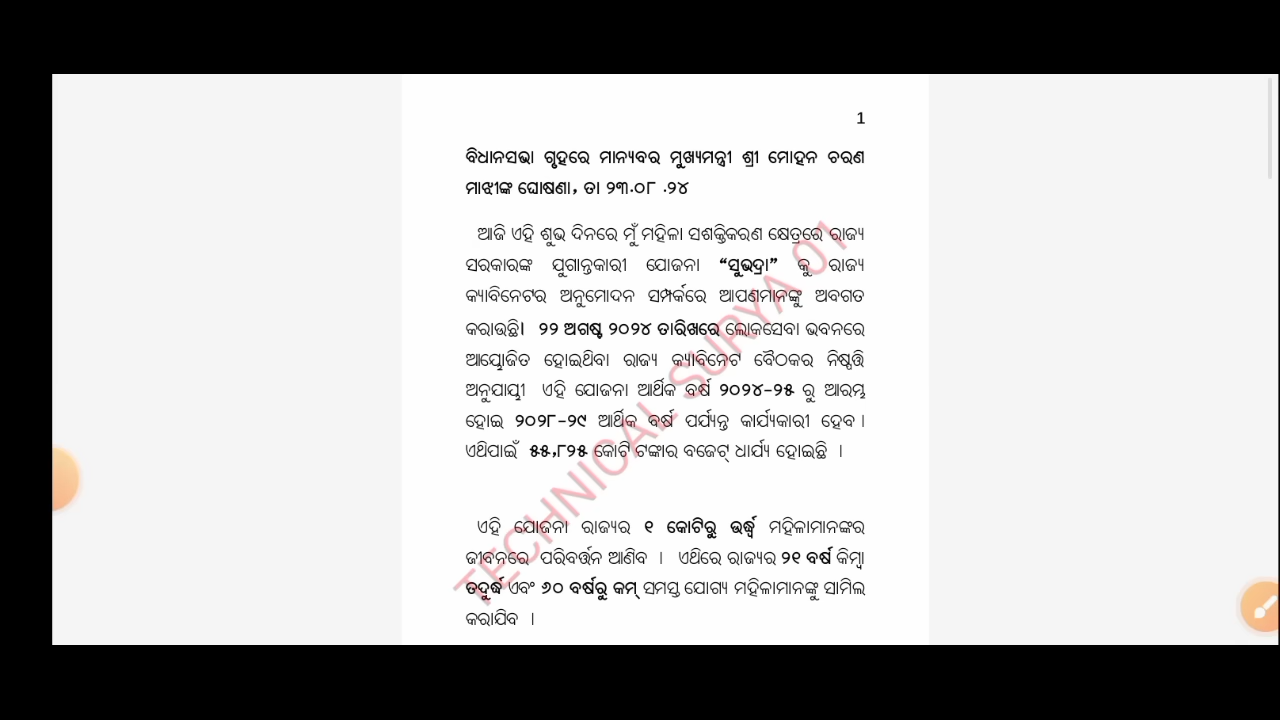 1
ବିଧାନସଭା ଗୃହରେ ମାନ୍ୟବର ମୁଖ୍ୟମନ୍ତ୍ରୀ ଶ୍ରୀ ମୋହନ ଚରଣ
ମାଝୀଙ୍କ ଘୋଷଣା, ତା ୨୩.୦୮ .୨୪
ଆଜି ଏହି ଶୁଭ ଦିନରେ ମୁଁ ମହିଳା ସଶକ୍ତିକରଣ କ୍ଷେତ୍ରରେ ରାଜ୍ୟ
ସରକାରଙ୍କ ଯୁଗାନ୍ତକାରୀ ଯୋଜନା “ସୁଭଦ୍ରା” କୁ ରାଜ୍ୟ
କ୍ୟାବିନେଟର ଅନୁମୋଦନ ସମ୍ପର୍କରେ ଆପଣମାନଙ୍କୁ ଅବଗତ
କରାଉଛି। ୨୨ ଅଗଷ୍ଟ ୨୦୨୪ ତାରିଖରେ ଲୋକସେବା ଭବନରେ
ଆୟୋଜିତ ହୋଇଥିବା ରାଜ୍ୟ କ୍ୟାବିନେଟ ବୈଠକର ନିଷ୍ପତ୍ତି
ଅନୁଯାୟୀ ଏହି ଯୋଜନା ଆର୍ଥିକ ବର୍ଷ ୨୦୨୪-୨୫ ରୁ ଆରମ୍ଭ
ହୋଇ ୨୦୨୮-୨୯ ଆର୍ଥିକ ବର୍ଷ ପର୍ଯ୍ୟନ୍ତ କାର୍ଯ୍ୟକାରୀ ହେବ।
ଏଥିପାଇଁ ୫୫,୮୨୫ କୋଟି ଟଙ୍କାର ବଜେଟ୍ ଧାର୍ଯ୍ୟ ହୋଇଛି ।
ଏହି ଯୋଜନା ରାଜ୍ୟର ୧ କୋଟିରୁ ଉର୍ଦ୍ଧ୍ଵ ମହିଳାମାନଙ୍କର
ଜୀବନରେ ପରିବର୍ତ୍ତନ ଆଣିବ । ଏଥିରେ ରାଜ୍ୟର ୨୧ ବର୍ଷ କିମ୍ବା
ତଦୁର୍ଦ୍ଧ ଏବଂ ୬୦ ବର୍ଷରୁ କମ୍ ସମସ୍ତ ଯୋଗ୍ୟ ମହିଳାମାନଙ୍କୁ ସାମିଲ
କରାଯିବ ।
TECHNICAL SURYA 01